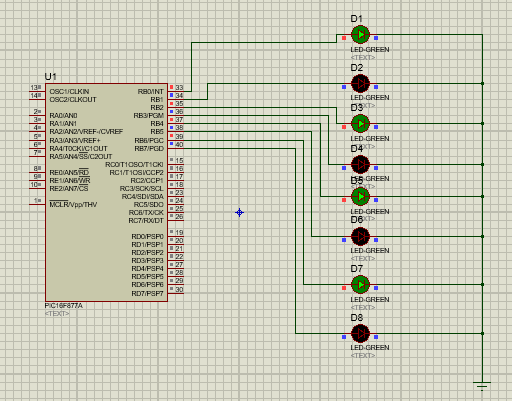 U1
13 OSC1/CLKIN
14 OSC2/CLKOUT
2 RA0/AN0
3 RA1/AN1
4 RA2/AN2/VREF-/CVREF
5 RA3/AN3/VREF+
6 RA4/T0CKI/C1OUT
7 RA5/AN4/SS/C2OUT
8 RE0/AN5/RD
9 RE1/AN6/WR
10 RE2/AN7/CS
1 MCLR/Vpp/THV
RB0/INT 33
RB1 34
RB2 35
RB3/PGM 36
RB4 37
RB5 38
RB6/PGC 39
RB7/PGD 40
RC0/T1OSO/T1CKI 15
RC1/T1OSI/CCP2 16
RC2/CCP1 17
RC3/SCK/SCL 18
RC4/SDI/SDA 23
RC5/SDO 24
RC6/TX/CK 25
RC7/RX/DT 26
RD0/PSP0 19
RD1/PSP1 20
RD2/PSP2 21
RD3/PSP3 22
RD4/PSP4 27
RD5/PSP5 28
RD6/PSP6 29
RD7/PSP7 30
PIC16F877A
<TEXT>
D1
LED-GREEN
<TEXT>
D2
LED-GREEN
D3
LED-GREEN
<TEXT>
D4
LED-GREEN
D5
LED-GREEN
<TEXT>
D6
LED-GREEN
<TEXT>
D7
LED-GREEN
<TEXT>
D8
LED-GREEN
<TEXT>